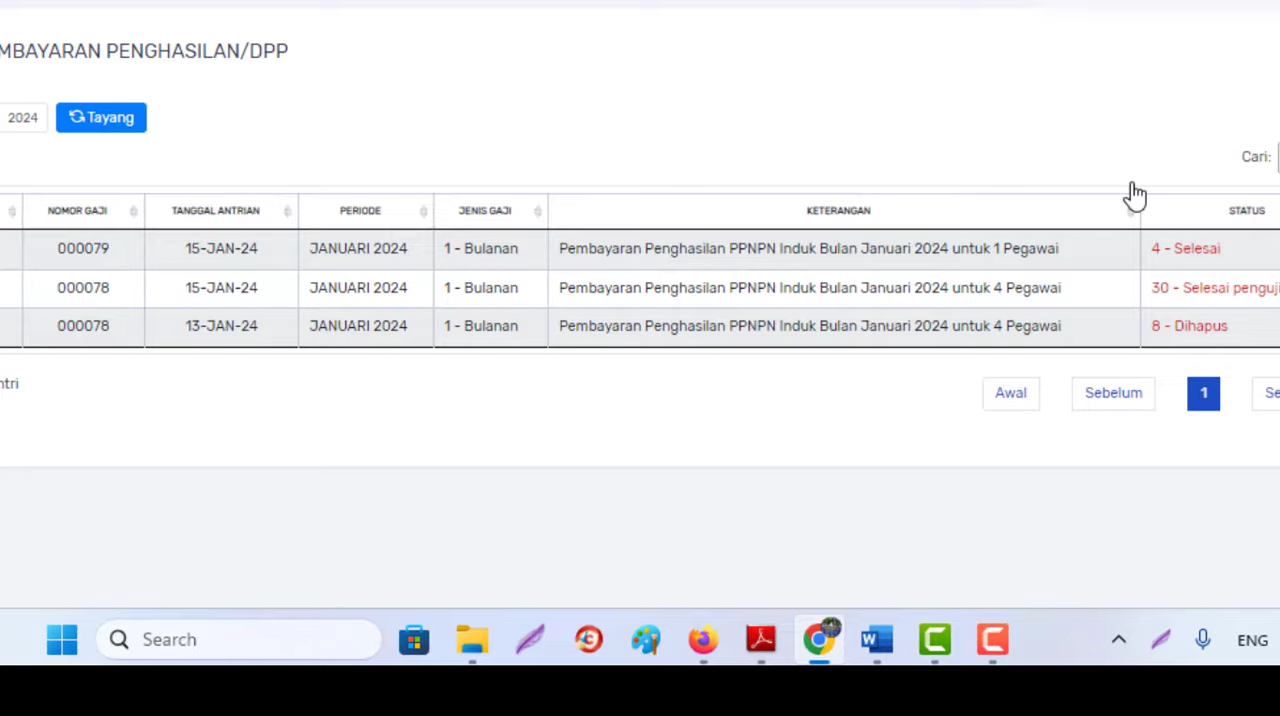 MBAYARAN PENGHASILAN/DPP
2024 Tayang
Cari:
NOMOR GAJI TANGGAL ANTRIAN PERIODE JENIS GAJI KETERANGAN STATUS
000079 15-JAN-24 JANUARI 2024 1 - Bulanan Pembayaran Penghasilan PPNPN Induk Bulan Januari 2024 untuk 1 Pegawai 4 - Selesai
000078 15-JAN-24 JANUARI 2024 1 - Bulanan Pembayaran Penghasilan PPNPN Induk Bulan Januari 2024 untuk 4 Pegawai 30 - Selesai penguji
000078 13-JAN-24 JANUARI 2024 1 - Bulanan Pembayaran Penghasilan PPNPN Induk Bulan Januari 2024 untuk 4 Pegawai 8 - Dihapus
ntri
Awal Sebelum 1 Se
Search ENG